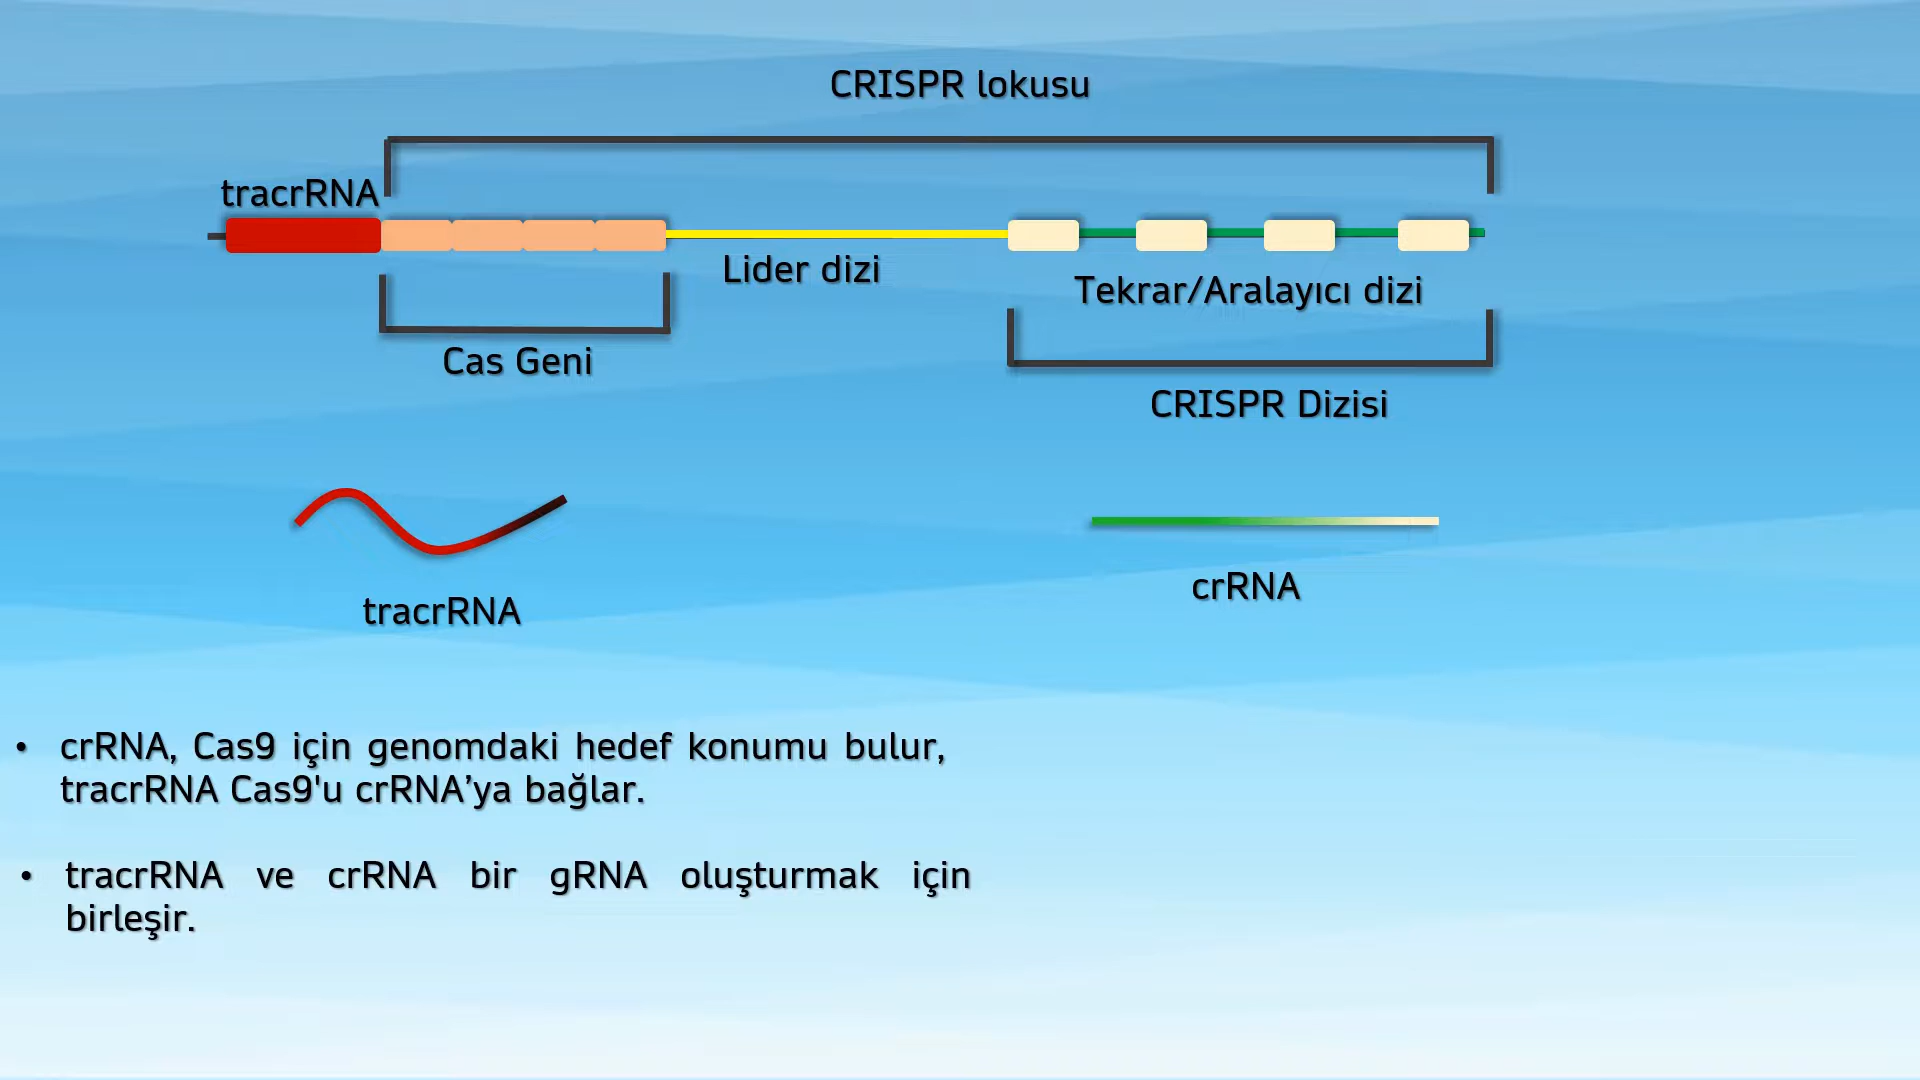 CRISPR lokusu
tracrRNA
Lider dizi
Tekrar/Aralayıcı dizi
Cas Geni
CRISPR Dizisi
crRNA
tracrRNA
• crRNA, Cas9 için genomdaki hedef konumu bulur,
tracrRNA Cas9'u crRNA’ya bağlar.
• tracrRNA ve crRNA bir gRNA oluşturmak için
birleşir.